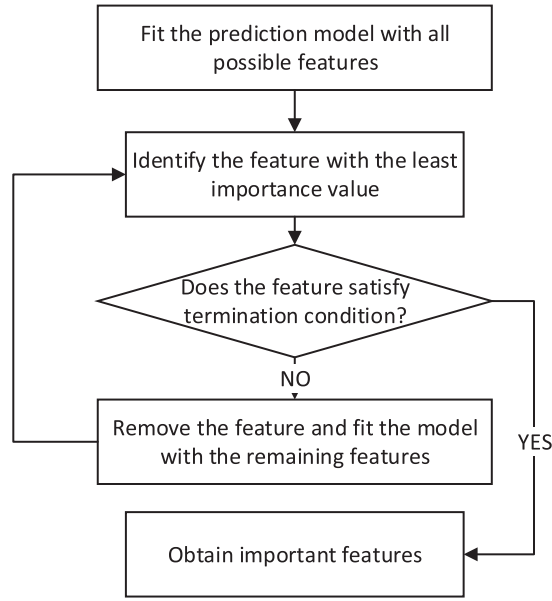 Fit the prediction model with all
possible features
Identify the feature with the least
importance value
Does the feature satisfy
termination condition?
NO
Remove the feature and fit the model
with the remaining features
YES
Obtain important features